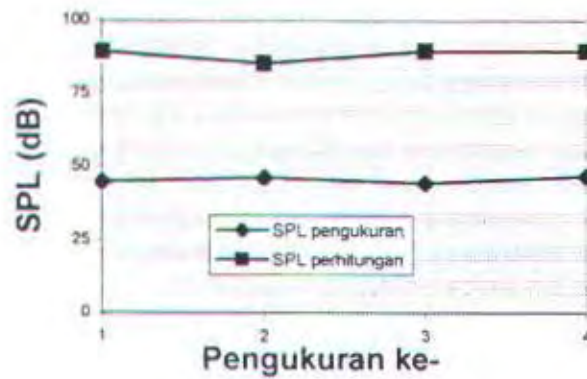 100
75
50
25
0
SPL (dB)
SPL pengukuran
SPL perhitungan
1 2 3 4
Pengukuran ke-